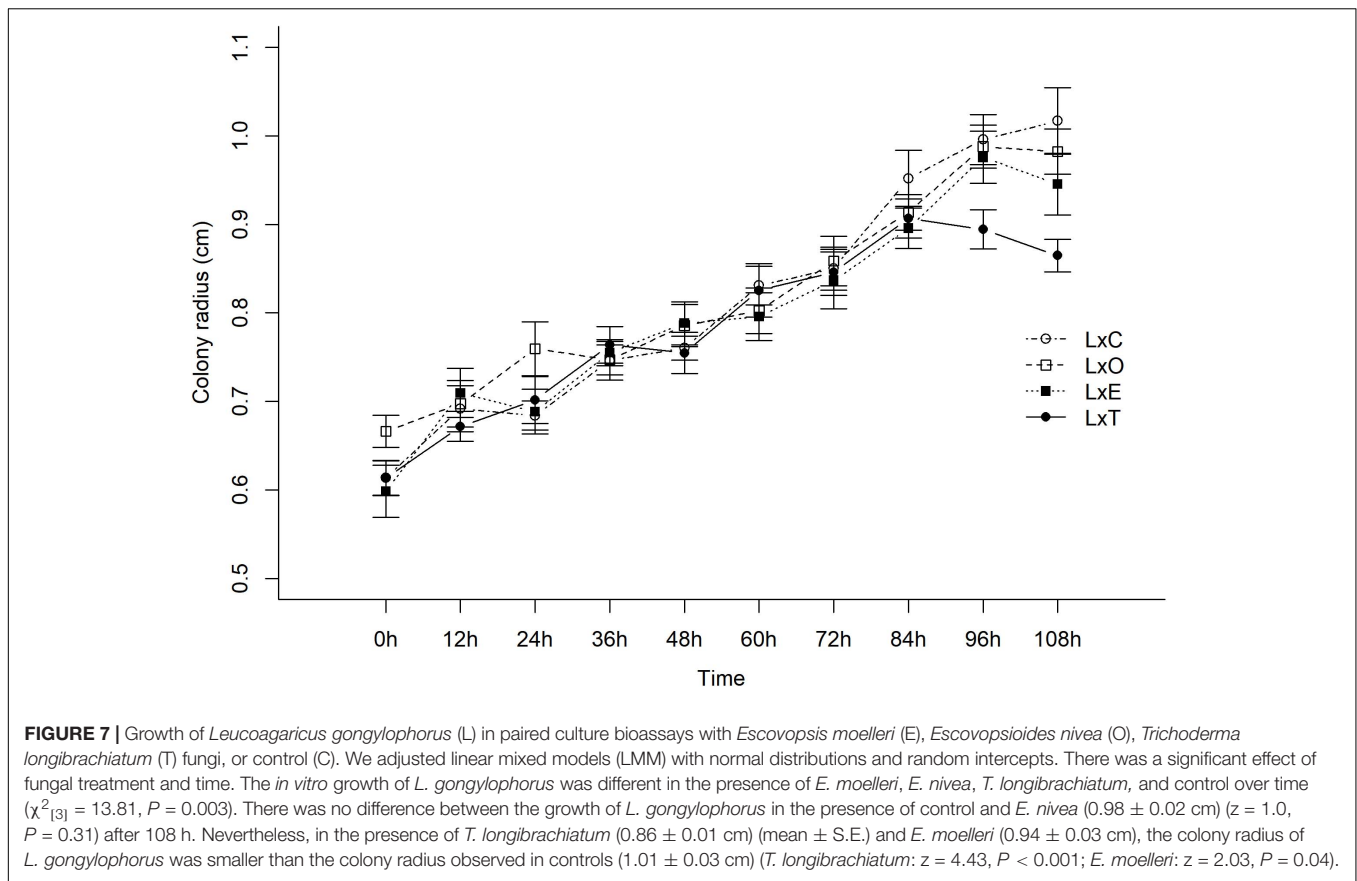 1.1
1.0
0.9
0.8
0.7
0.6
0.5
Colony radius (cm)
LxC
LxO
LxE
LxT
0h 12h 24h 36h 48h 60h 72h 84h 96h 108h
Time
FIGURE 7 | Growth of Leucoagaricus gongylophorus (L) in paired culture bioassays with Escovopsis moelleri (E), Escovopsioides nivea (O), Trichoderma
longibrachiatum (T) fungi, or control (C). We adjusted linear mixed models (LMM) with normal distributions and random intercepts. There was a significant effect of
fungal treatment and time. The in vitro growth of L. gongylophorus was different in the presence of E. moelleri, E. nivea, T. longibrachiatum, and control over time
(χ²[3] = 13.81, P = 0.003). There was no difference between the growth of L. gongylophorus in the presence of control and E. nivea (0.98 ± 0.02 cm) (z = 1.0,
P = 0.31) after 108 h. Nevertheless, in the presence of T. longibrachiatum (0.86 ± 0.01 cm) (mean ± S.E.) and E. moelleri (0.94 ± 0.03 cm), the colony radius of
L. gongylophorus was smaller than the colony radius observed in controls (1.01 ± 0.03 cm) (T. longibrachiatum: z = 4.43, P < 0.001; E. moelleri: z = 2.03, P = 0.04).